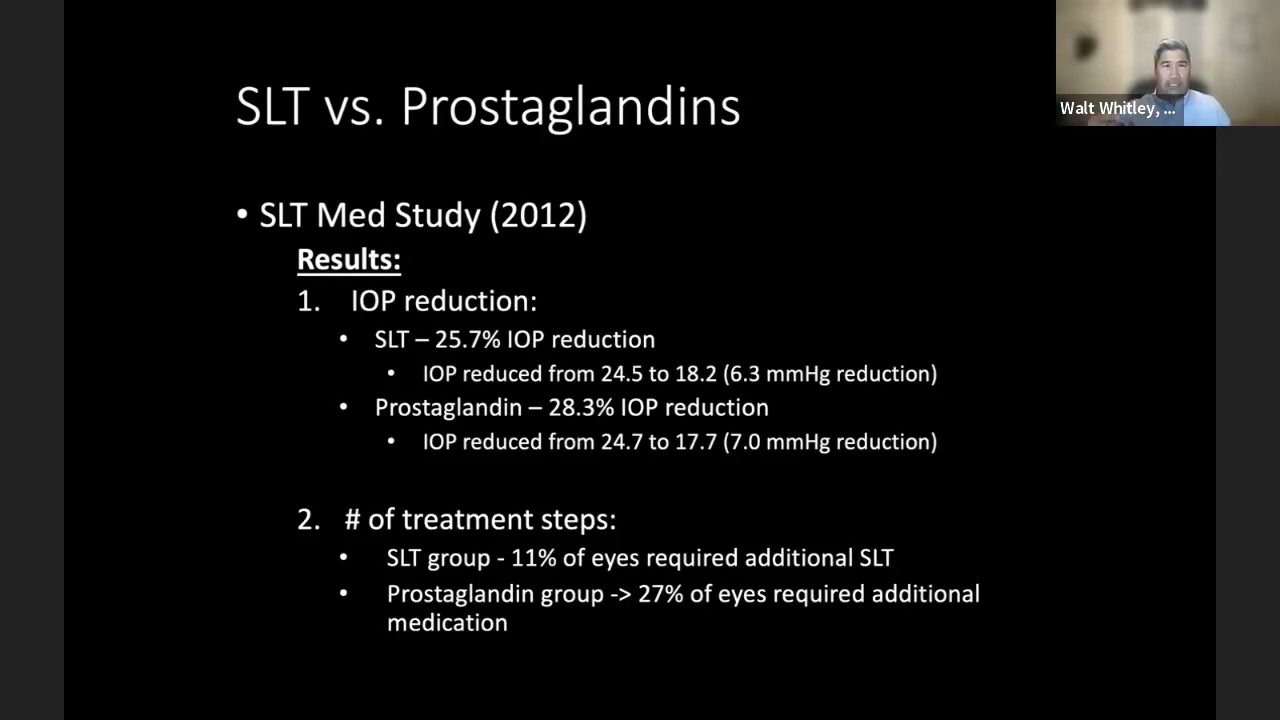 SLT vs. Prostaglandins
Walt Whitley, ...
• SLT Med Study (2012)
Results:
1. IOP reduction:
• SLT – 25.7% IOP reduction
• IOP reduced from 24.5 to 18.2 (6.3 mmHg reduction)
• Prostaglandin – 28.3% IOP reduction
• IOP reduced from 24.7 to 17.7 (7.0 mmHg reduction)
2. # of treatment steps:
• SLT group - 11% of eyes required additional SLT
• Prostaglandin group -> 27% of eyes required additional
medication